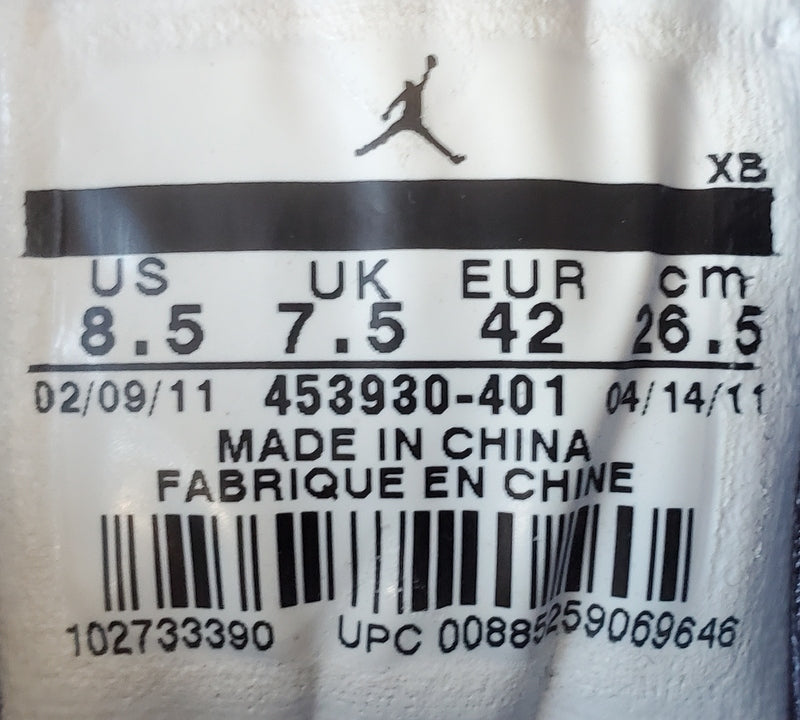 XB
US UK EUR cm
8.5 7.5 42 26.5
02/09/11 453930-401 04/14/11
MADE IN CHINA
FABRIQUE EN CHINE
102733390 UPC 00885259069646